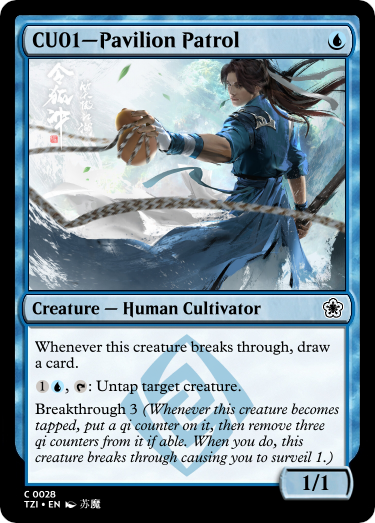 CU01—Pavilion Patrol
令狐冲
Creature — Human Cultivator
Whenever this creature breaks through, draw
a card.
1, : Untap target creature.
Breakthrough 3 (Whenever this creature becomes
tapped, put a qi counter on it, then remove three
qi counters from it if able. When you do, this
creature breaks through causing you to surveil 1.)
1/1
C 0028
TZI • EN 苏魔